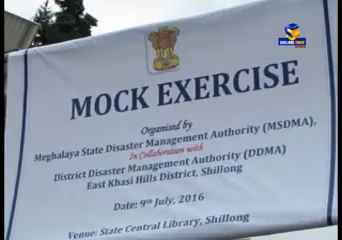 MOCK EXERCISE
Organised by
Meghalaya State Disaster Management Authority (MSDMA),
In Collaboration with
District Disaster Management Authority (DDMA)
East Khasi Hills District, Shillong
Date: 9th July, 2016
Venue: State Central Library, Shillong